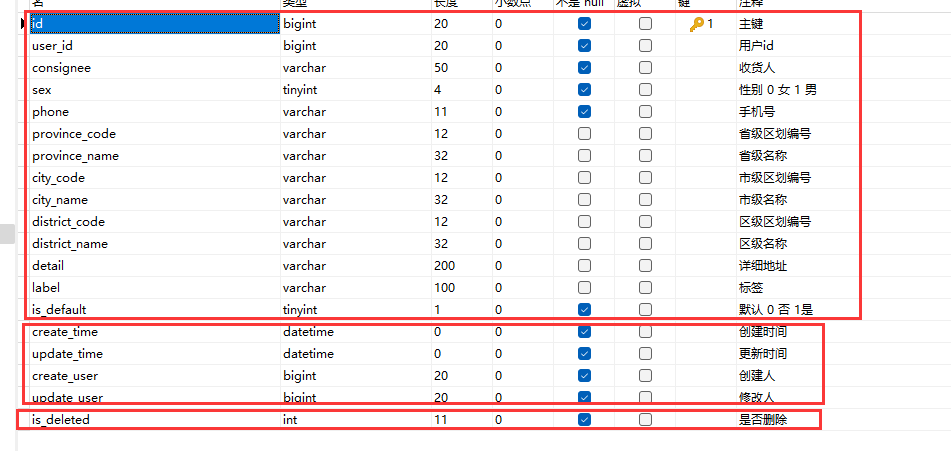 名 类型 长度 小数点 不是 null 虚拟 键 注释
id bigint 20 0 1 主键
user_id bigint 20 0 用户id
consignee varchar 50 0 收货人
sex tinyint 4 0 性别 0 女 1 男
phone varchar 11 0 手机号
province_code varchar 12 0 省级区划编号
province_name varchar 32 0 省级名称
city_code varchar 12 0 市级区划编号
city_name varchar 32 0 市级名称
district_code varchar 12 0 区级区划编号
district_name varchar 32 0 区级名称
detail varchar 200 0 详细地址
label varchar 100 0 标签
is_default tinyint 1 0 默认 0 否 1是
create_time datetime 0 0 创建时间
update_time datetime 0 0 更新时间
create_user bigint 20 0 创建人
update_user bigint 20 0 修改人
is_deleted int 11 0 是否删除